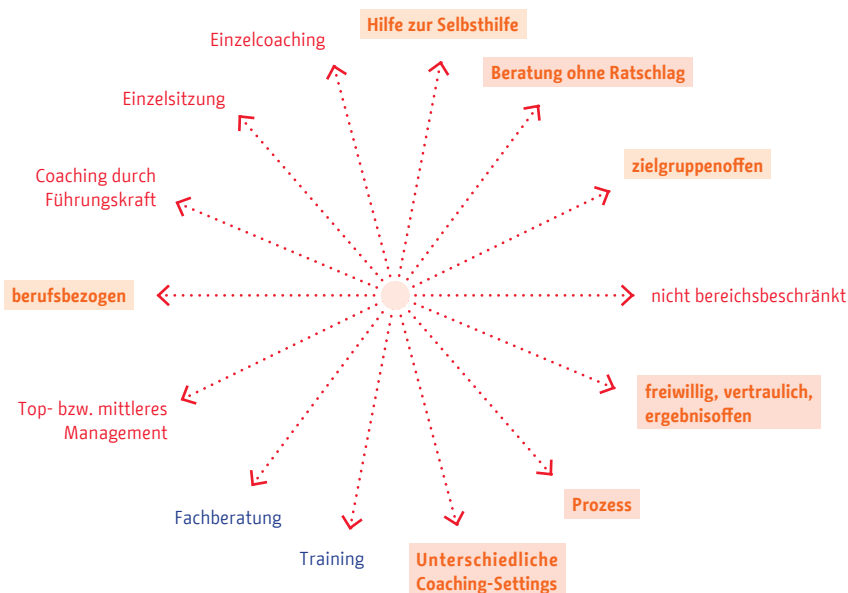 Hilfe zur Selbsthilfe
Einzelcoaching
Beratung ohne Ratschlag
Einzelsitzung
zielgruppenoffen
Coaching durch
Führungskraft
berufsbezogen
nicht bereichsbeschränkt
freiwillig, vertraulich,
ergebnisoffen
Top- bzw. mittleres
Management
Prozess
Fachberatung
Training
Unterschiedliche
Coaching-Settings